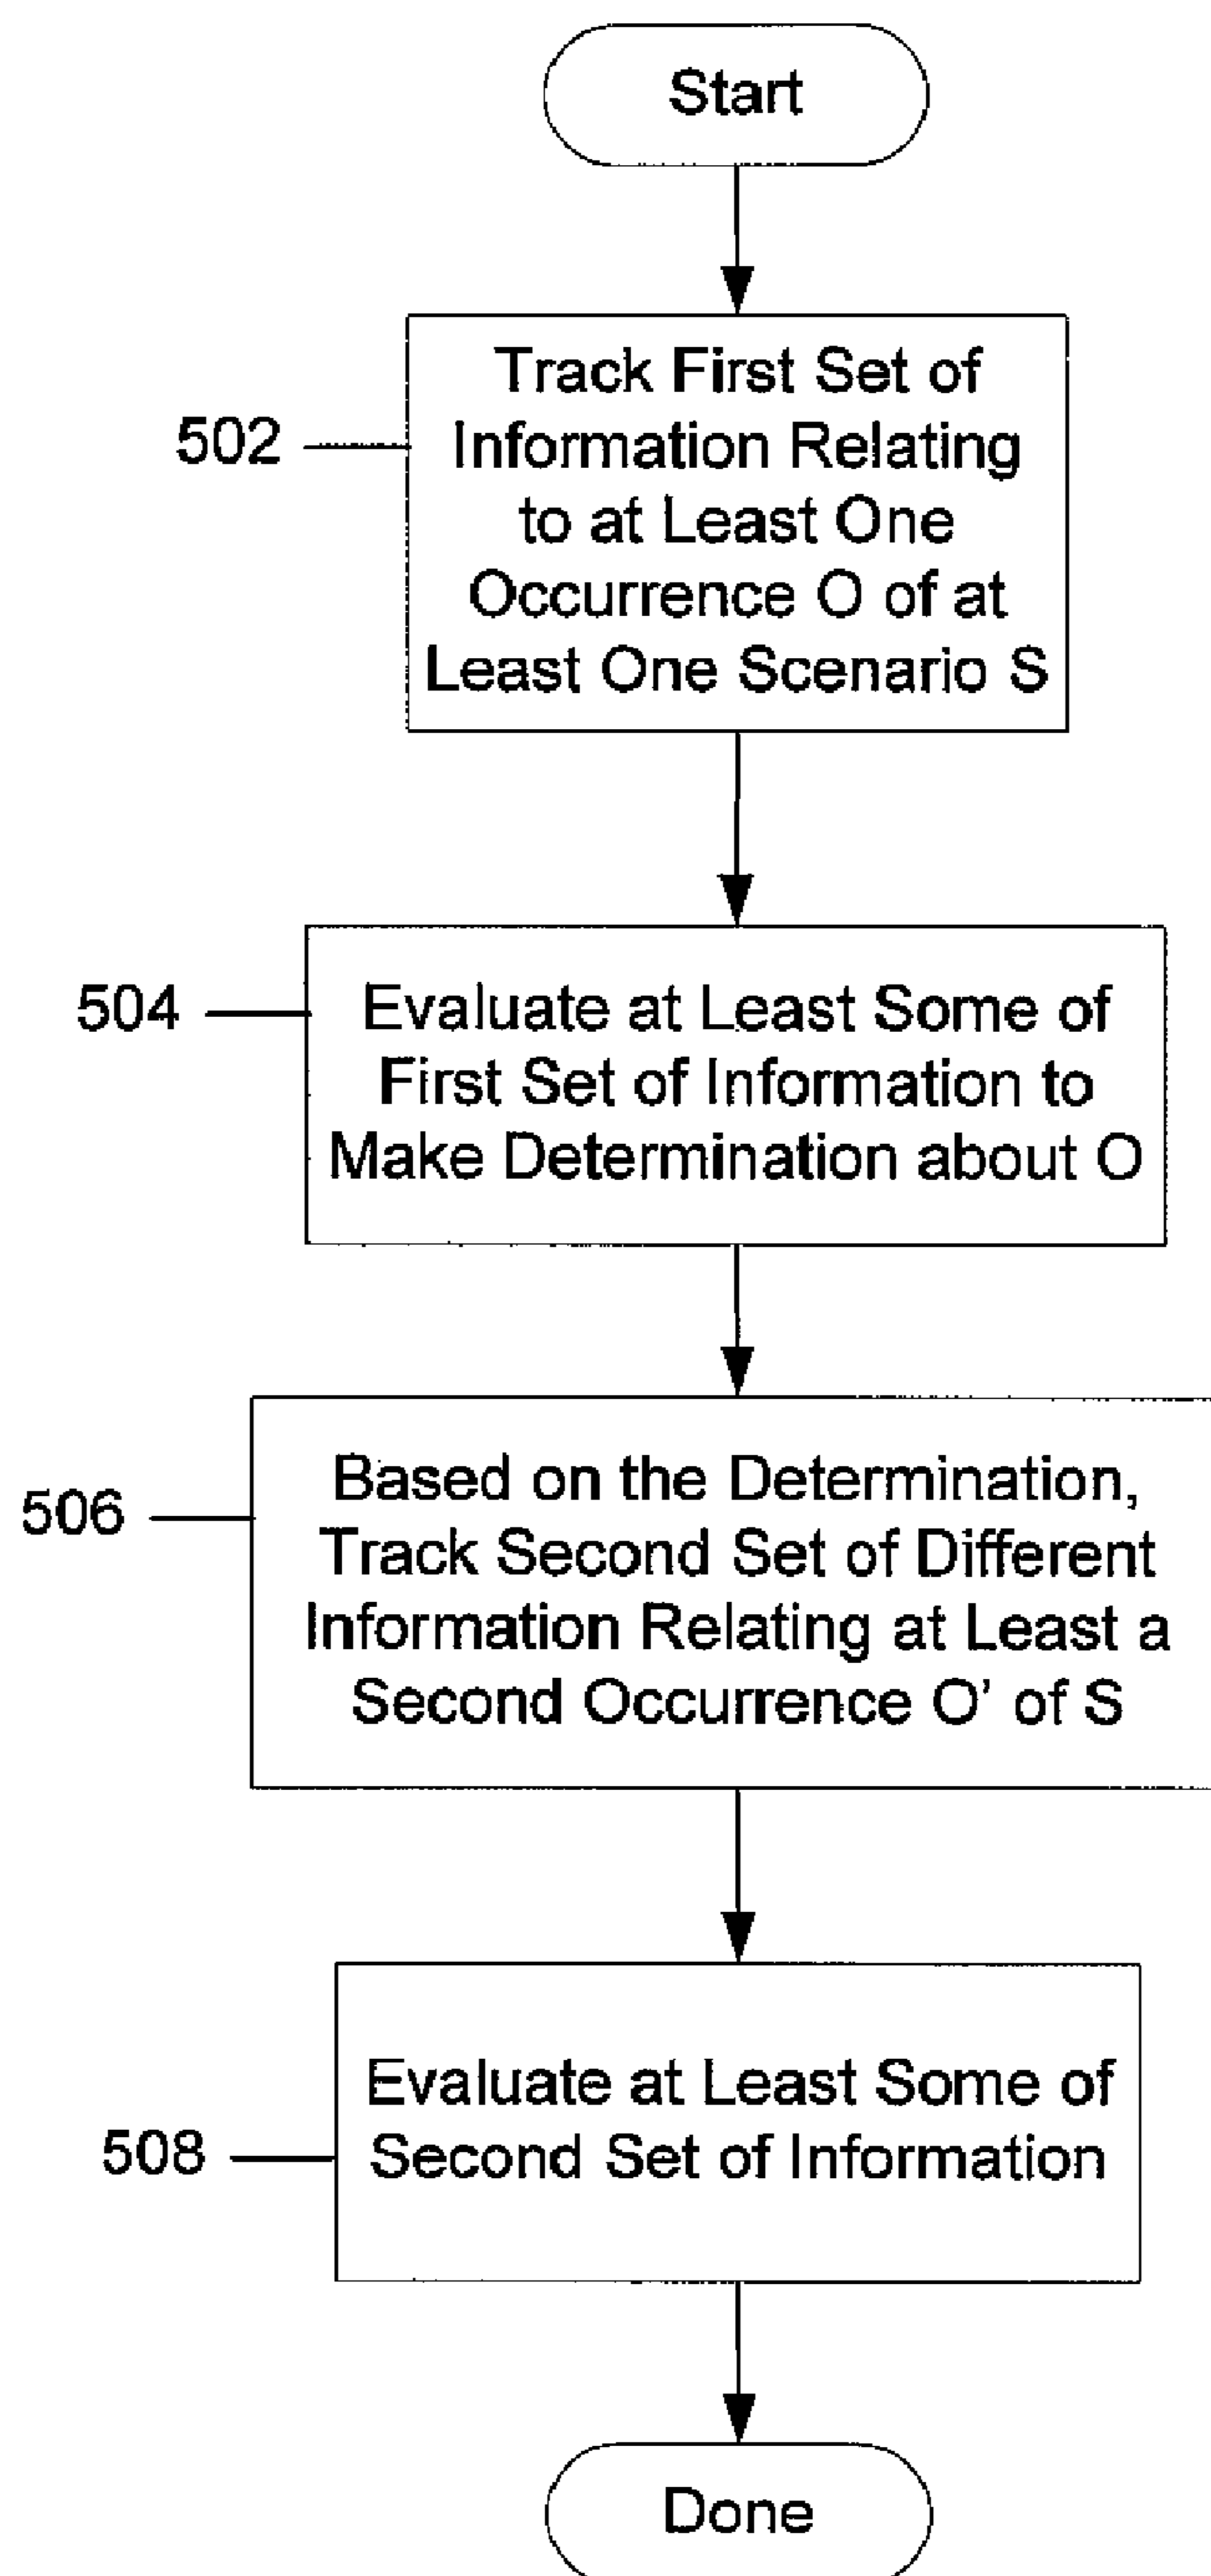 Start
502
Track First Set of
Information Relating
to at Least One
Occurrence O of at
Least One Scenario S
504
Evaluate at Least Some of
First Set of Information to
Make Determination about O
506
Based on the Determination,
Track Second Set of Different
Information Relating at Least a
Second Occurrence O' of S
508
Evaluate at Least Some of
Second Set of Information
Done